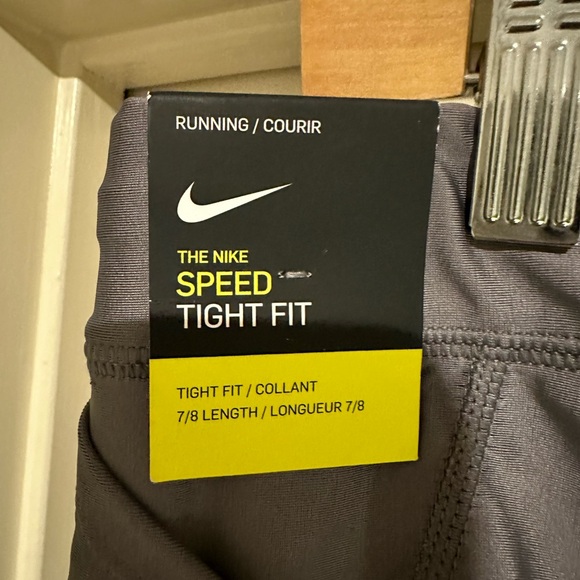 RUNNING / COURIR
THE NIKE
SPEED
TIGHT FIT
TIGHT FIT / COLLANT
7/8 LENGTH / LONGUEUR 7/8